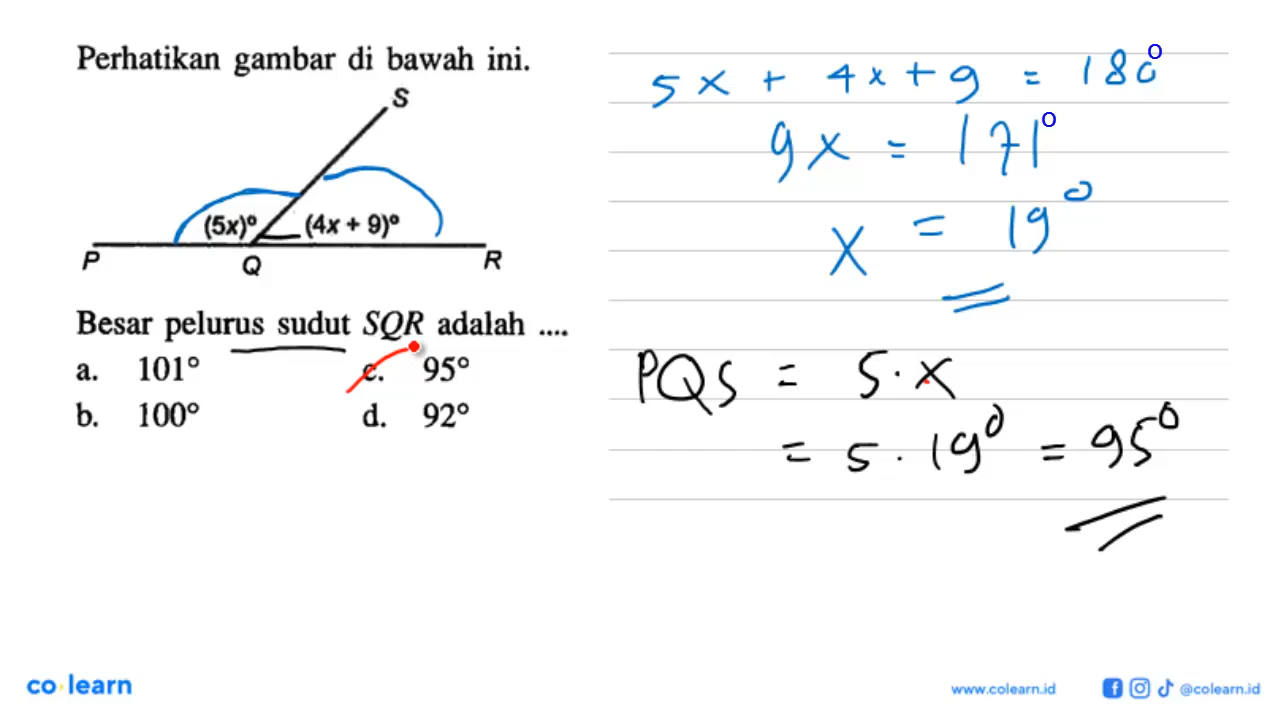 Perhatikan gambar di bawah ini.
S
(5x)° (4x + 9)°
P Q R
Besar pelurus sudut SQR adalah ....
a. 101° c. 95°
b. 100° d. 92°
5x + 4x + 9 = 180°
9x = 171°
x = 19°
PQS = 5 · x
= 5 · 19° = 95°
co·learn
www.colearn.id @colearn.id